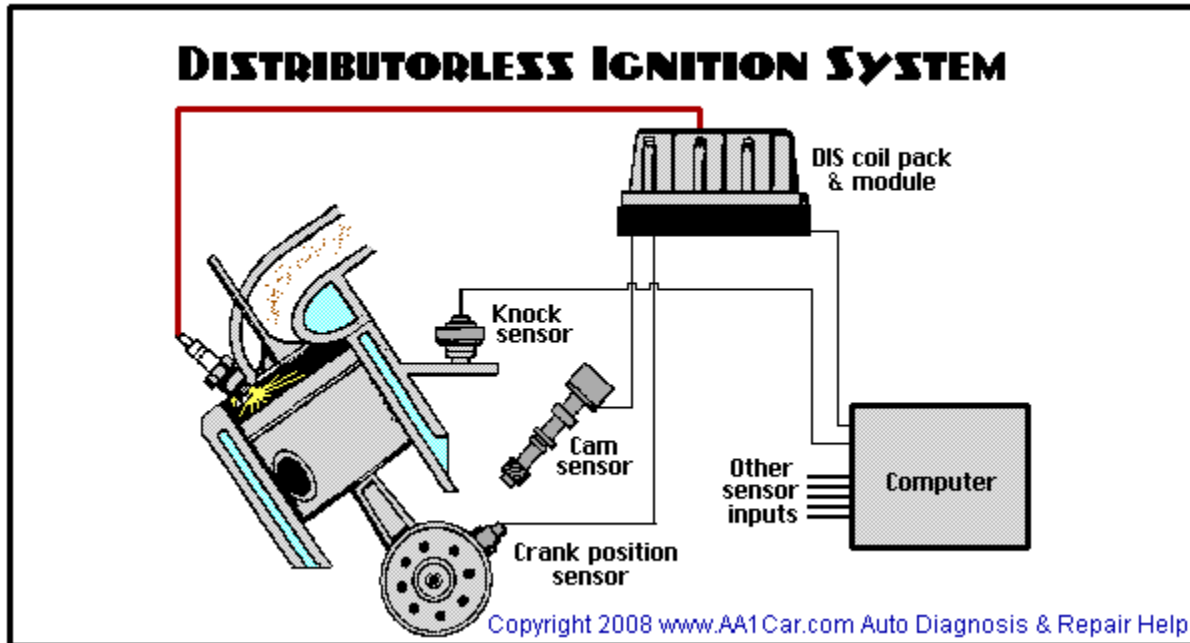 DISTRIBUTORLESS IGNITION SYSTEM
DIS coil pack
& module
Knock
sensor
Cam
sensor
Other
sensor
inputs
Computer
Crank position
sensor
Copyright 2008 www.AA1Car.com Auto Diagnosis & Repair Help